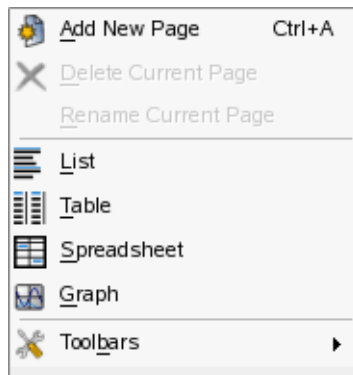 Add New Page Ctrl+A
Delete Current Page
Rename Current Page
List
Table
Spreadsheet
Graph
Toolbars